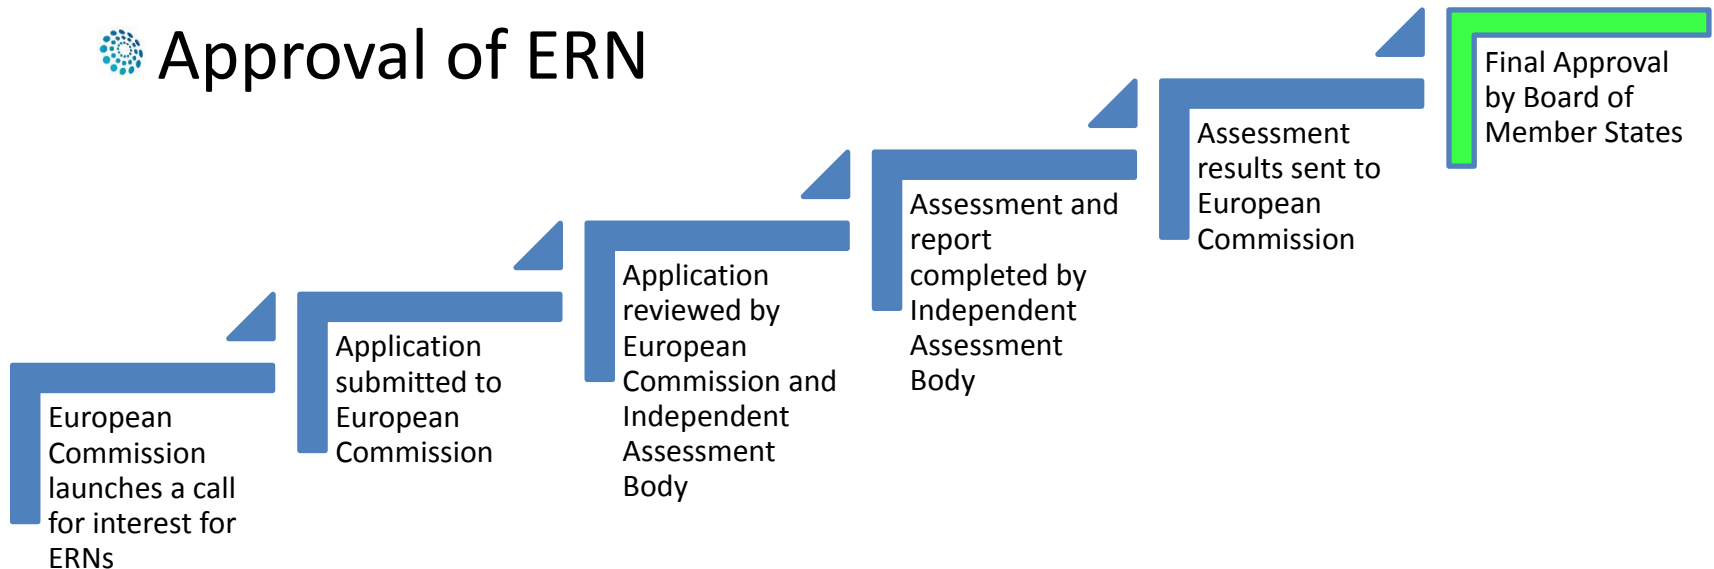 Approval of ERN
European
Commission
launches a call
for interest for
ERNs
Application
submitted to
European
Commission
Application
reviewed by
European
Commission and
Independent
Assessment
Body
Assessment and
report
completed by
Independent
Assessment
Body
Assessment
results sent to
European
Commission
Final Approval
by Board of
Member States